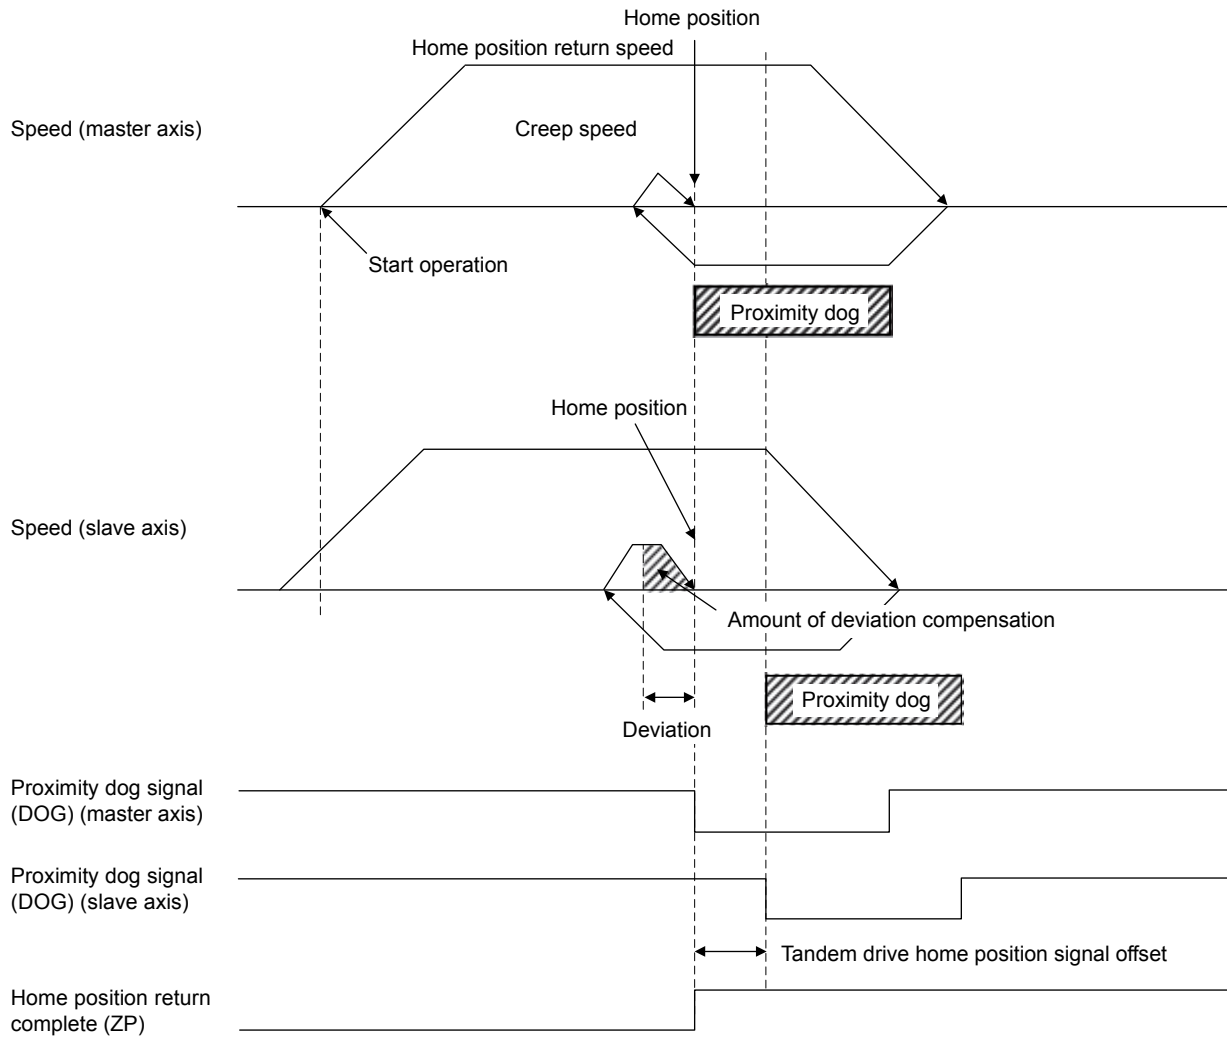 Home position
Home position return speed
Speed (master axis)
Creep speed
Start operation
Proximity dog
Home position
Speed (slave axis)
Amount of deviation compensation
Proximity dog
Deviation
Proximity dog signal
(DOG) (master axis)
Proximity dog signal
(DOG) (slave axis)
Tandem drive home position signal offset
Home position return
complete (ZP)